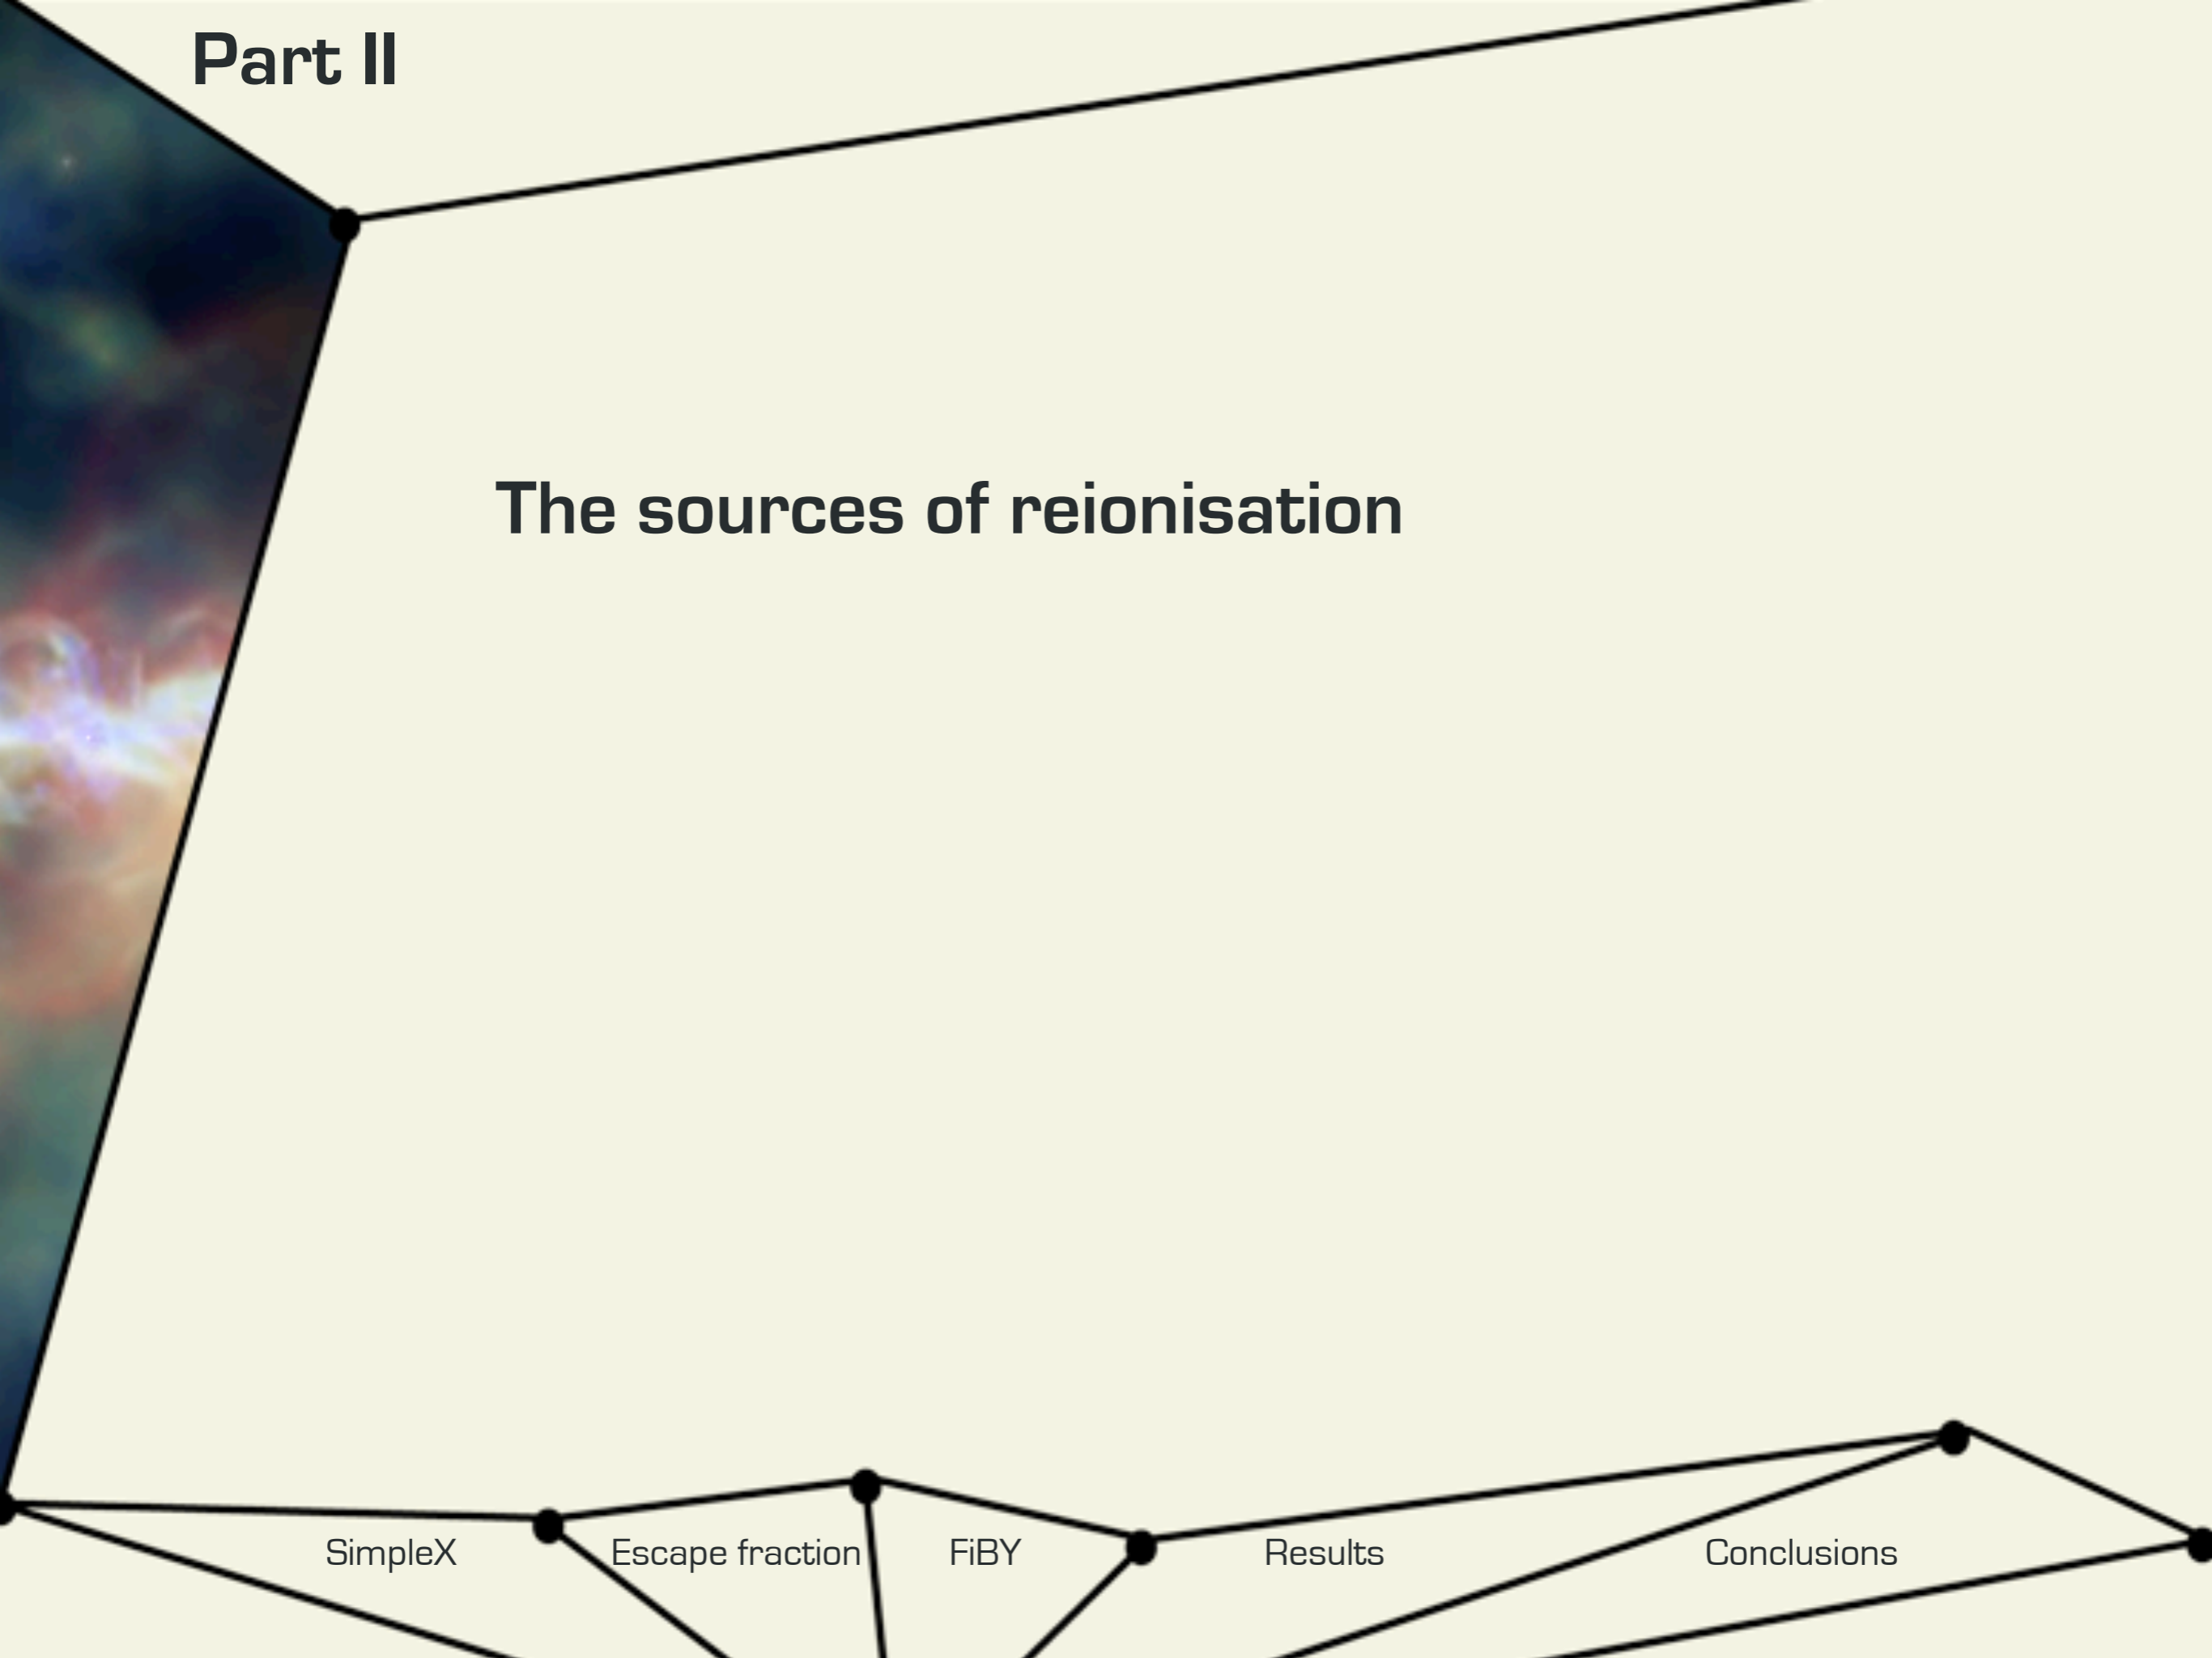 Part II
The sources of reionisation
SimpleX
Escape fraction
FiBY
Results
Conclusions